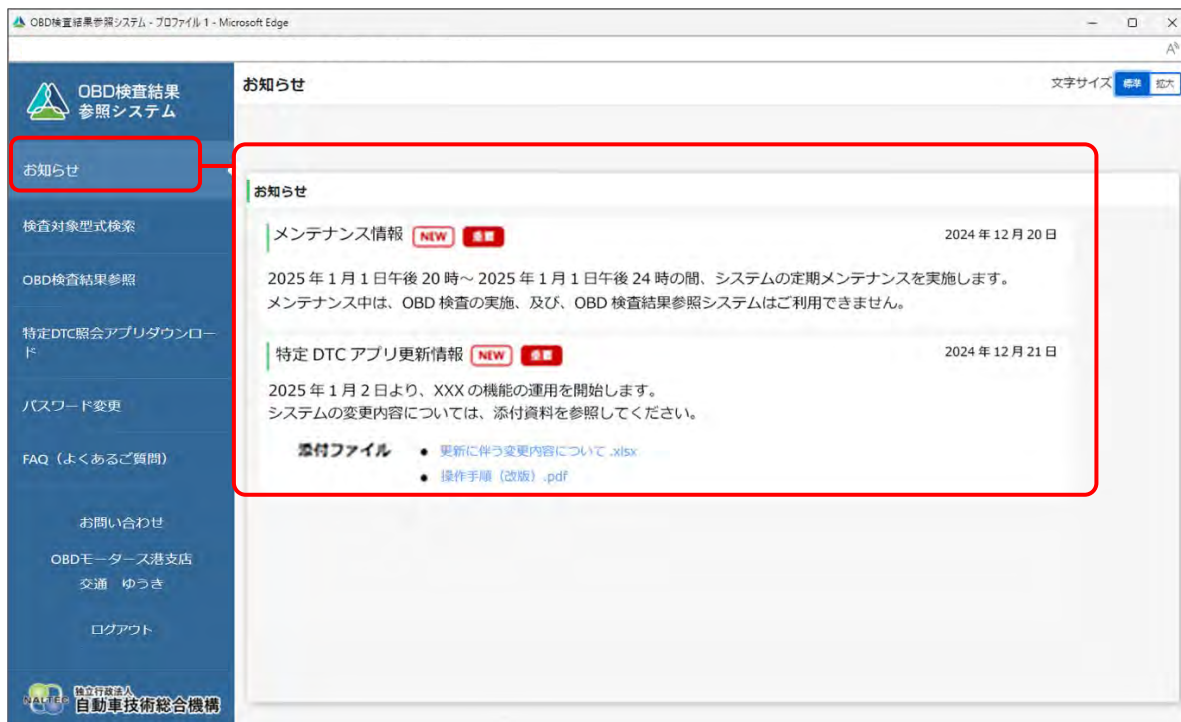 OBD検査結果参照システム - プロファイル 1 - Microsoft Edge
OBD検査結果
参照システム
お知らせ
文字サイズ 標準 拡大
お知らせ
検査対象型式検索
OBD検査結果参照
特定DTC照会アプリダウンロー
ド
パスワード変更
FAQ（よくあるご質問）
お問い合わせ
OBDモータース港支店
交通 ゆうき
ログアウト
NALTEC 独立行政法人
自動車技術総合機構
お知らせ
メンテナンス情報 NEW 重要 2024 年 12 月 20 日
2025 年 1 月 1 日午後 20 時～ 2025 年 1 月 1 日午後 24 時の間、システムの定期メンテナンスを実施します。
メンテナンス中は、OBD 検査の実施、及び、OBD 検査結果参照システムはご利用できません。
特定 DTC アプリ更新情報 NEW 重要 2024 年 12 月 21 日
2025 年 1 月 2 日より、XXX の機能の運用を開始します。
システムの変更内容については、添付資料を参照してください。
添付ファイル
● 更新に伴う変更内容について .xlsx
● 操作手順（改版）.pdf